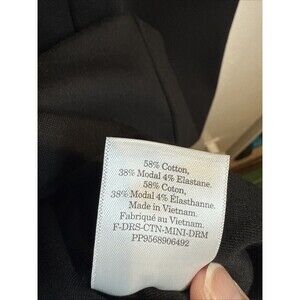 58% Cotton,
38% Modal 4% Elastane.
58% Coton,
38% Modal 4% Élasthanne.
Made in Vietnam.
Fabriqué au Vietnam.
F-DRS-CTN-MINI-DRM
PP9568906492